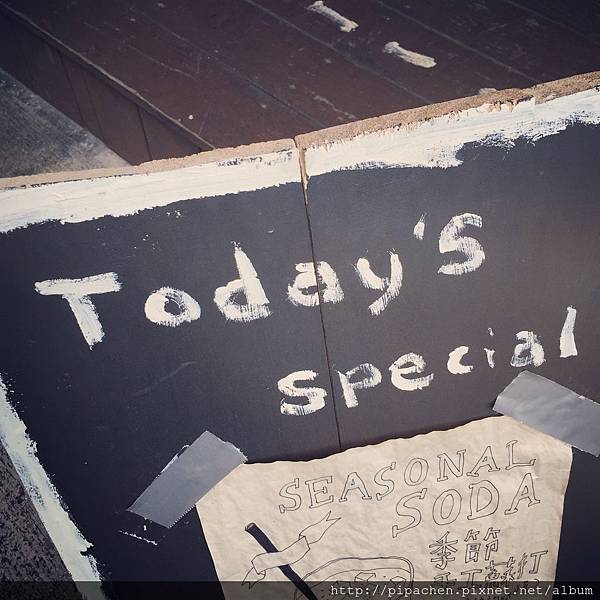 Today's
special
SEASONAL
SODA
季節
http://pipachen.pixnet.net/album